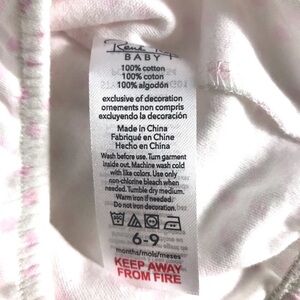 BABY
100% cotton
100% coton
100% algodón
exclusive of decoration
ornements non compris
excluyendo la decoración
Made in China
Fabriqué en Chine
Hecho en China
Wash before use. Turn garment
inside out. Machine wash cold
with like colors. Use only
non-chlorine bleach when
needed. Tumble dry medium.
Warm iron if needed.
Do not iron decoration.
6-9
months/mois/meses
KEEP AWAY
FROM FIRE